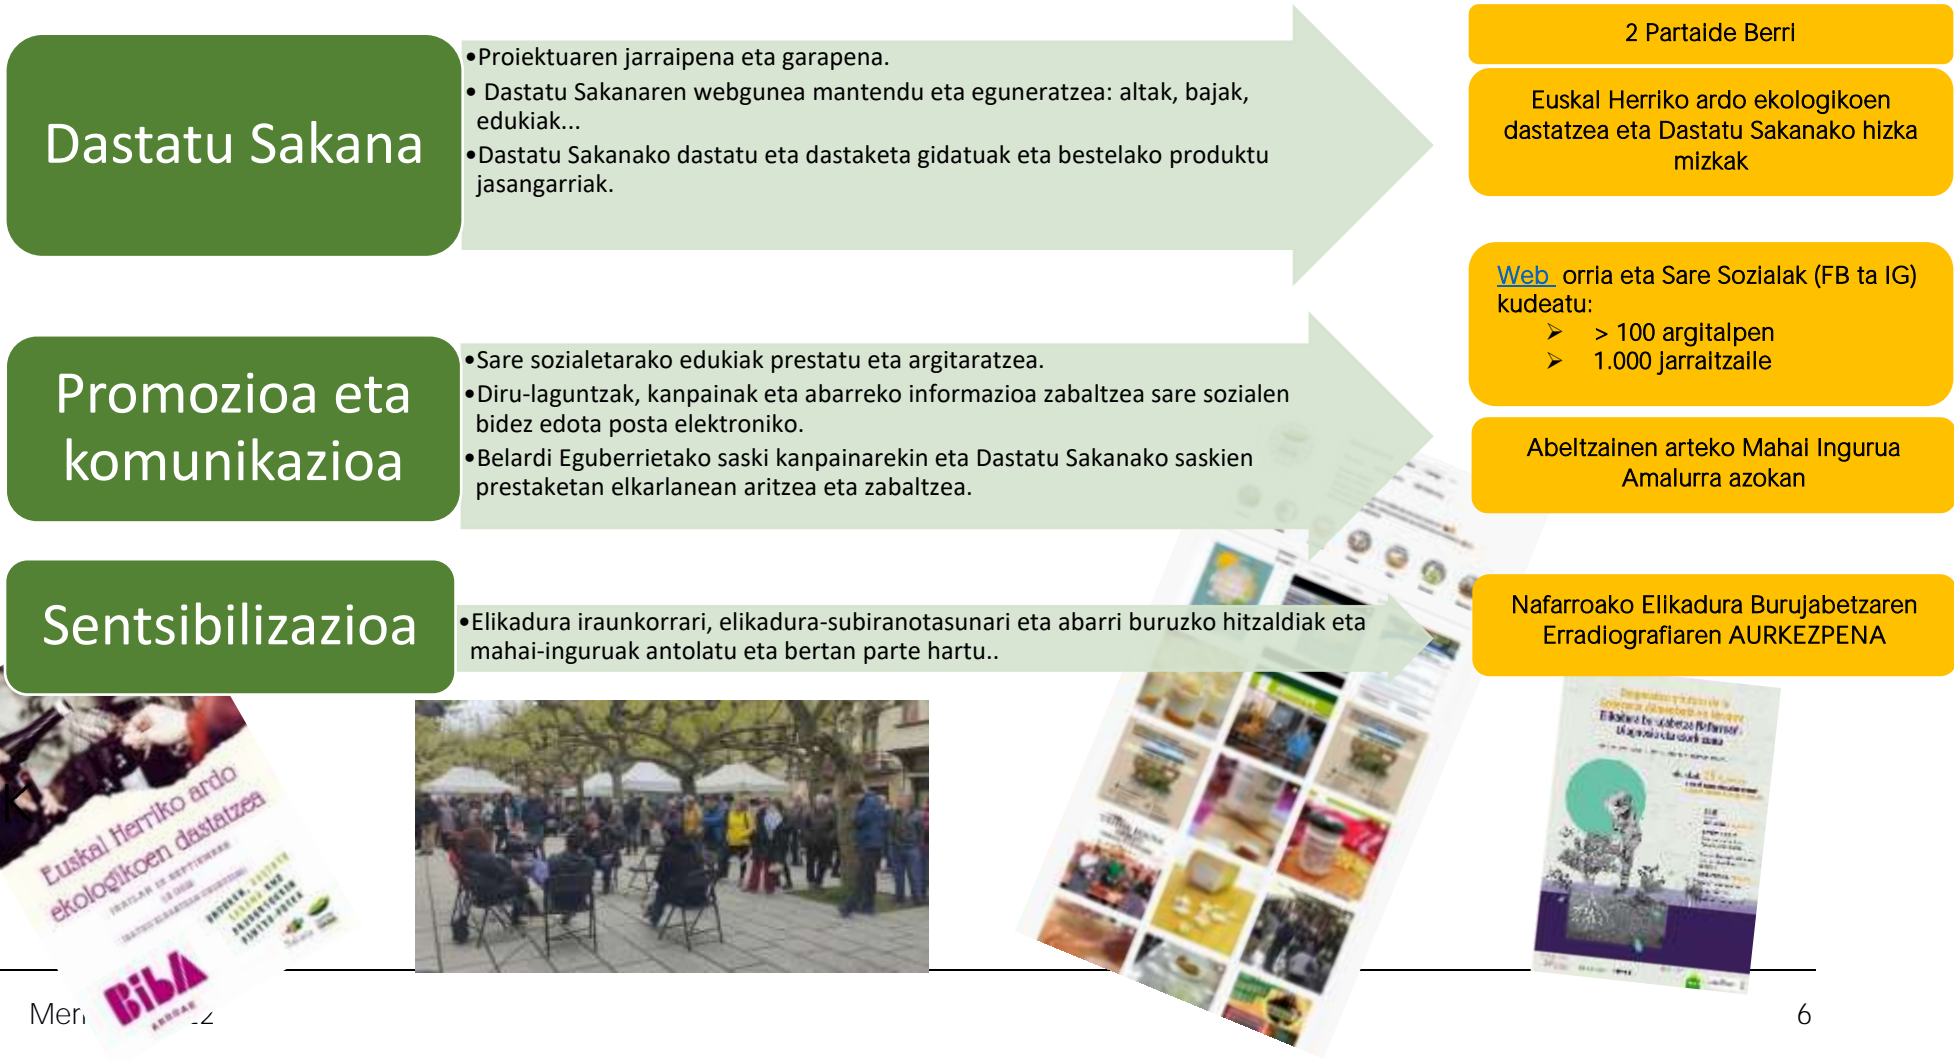 Dastatu Sakana
•Proiektuaren jarraipena eta garapena.
• Dastatu Sakanaren webgunea mantendu eta eguneratzea: altak, bajak,
edukiak...
•Dastatu Sakanako dastatu eta dastaketa gidatuak eta bestelako produktu
jasangarriak.
2 Partaide Berri
Euskal Herriko ardo ekologikoen
dastatzea eta Dastatu Sakanako hizka
mizkak
Promozioa eta
komunikazioa
•Sare sozialetarako edukiak prestatu eta argitaratzea.
•Diru-laguntzak, kanpainak eta abarreko informazioa zabaltzea sare sozialen
bidez edota posta elektroniko.
•Belardi Eguberrietako saski kanpainarekin eta Dastatu Sakanako saskien
prestaketan elkarlanean aritzea eta zabaltzea.
Web orria eta Sare Sozialak (FB ta IG)
kudeatu:
➢ > 100 argitalpen
➢ 1.000 jarraitzaile
Abeltzainen arteko Mahai Ingurua
Amalurra azokan
Sentsibilizazioa
•Elikadura iraunkorrari, elikadura-subiranotasunari eta abarri buruzko hitzaldiak eta
mahai-inguruak antolatu eta bertan parte hartu..
Nafarroako Elikadura Burujabetzaren
Erradiografiaren AURKEZPENA
Euskal Herriko ardo
ekologikoen dastatzea
BibA
ARDOAK
Elikadura burujabetza Nafarroan:
6